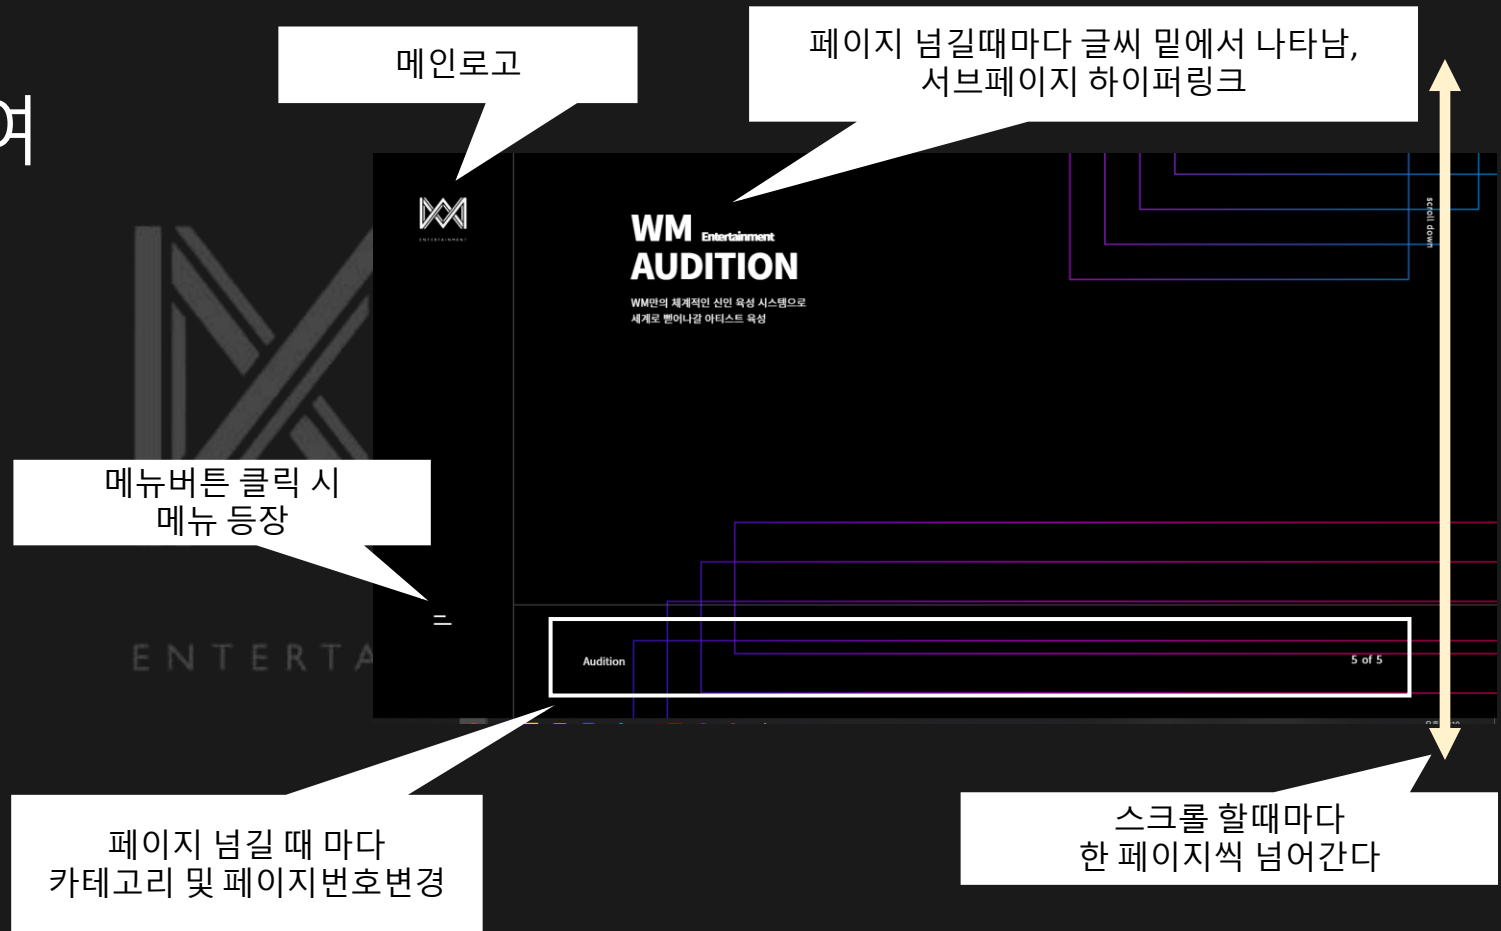 메인로고
페이지 넘길때마다 글씨 밑에서 나타남,
서브페이지 하이퍼링크
여
ENTERTAINMENT
WM Entertainment
AUDITION
WM만의 체계적인 신인 육성 시스템으로
세계로 뻗어나갈 아티스트 육성
scroll down
메뉴버튼 클릭 시
메뉴 등장
ENTERTA
Audition
5 of 5
페이지 넘길 때 마다
카테고리 및 페이지번호변경
스크롤 할때마다
한 페이지씩 넘어간다